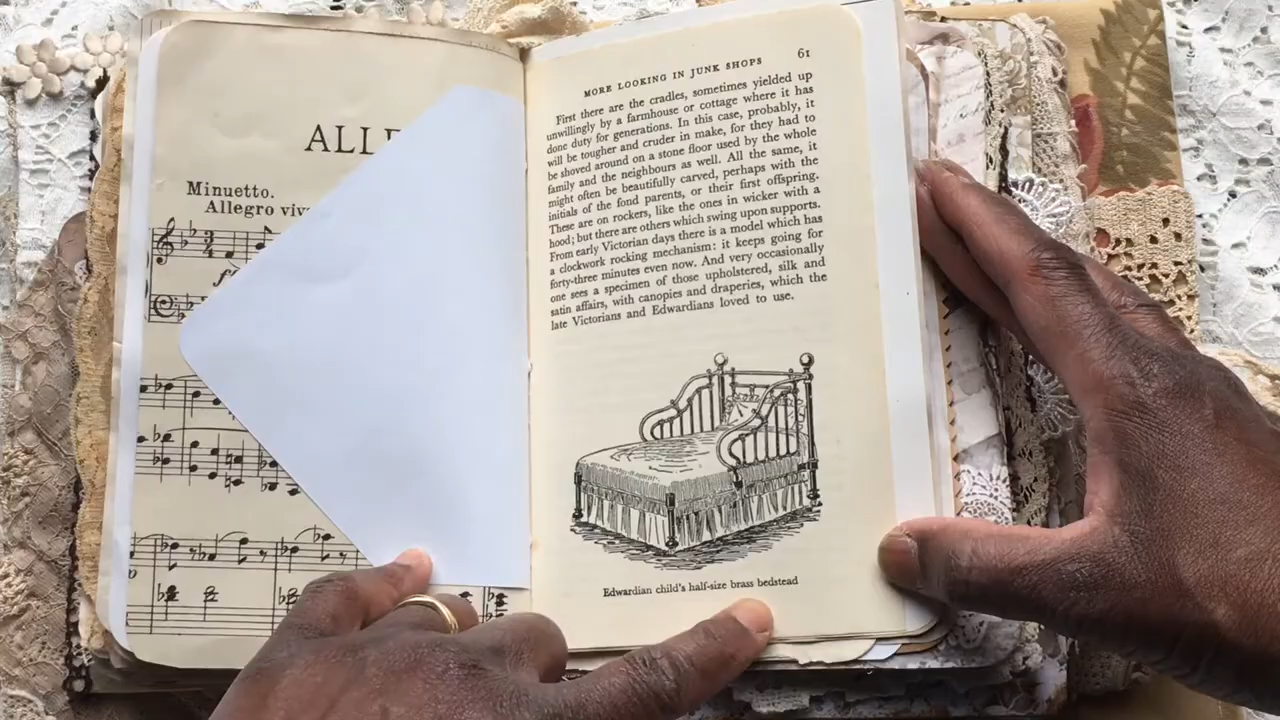 ALLE
Minuetto.
Allegro viv
MORE LOOKING IN JUNK SHOPS 61
First there are the cradles, sometimes yielded up
unwillingly by a farmhouse or cottage where it has
done duty for generations. In this case, probably, it
will be tougher and cruder in make, for they had to
be shoved around on a stone floor used by the whole
family and the neighbours as well. All the same, it
might often be beautifully carved, perhaps with the
initials of the fond parents, or their first offspring.
These are on rockers, like the ones in wicker with a
hood; but there are others which swing upon supports.
From early Victorian days there is a model which has
a clockwork rocking mechanism: it keeps going for
forty-three minutes even now. And very occasionally
one sees a specimen of those upholstered, silk and
satin affairs, with canopies and draperies, which the
late Victorians and Edwardians loved to use.
Edwardian child's half-size brass bedstead